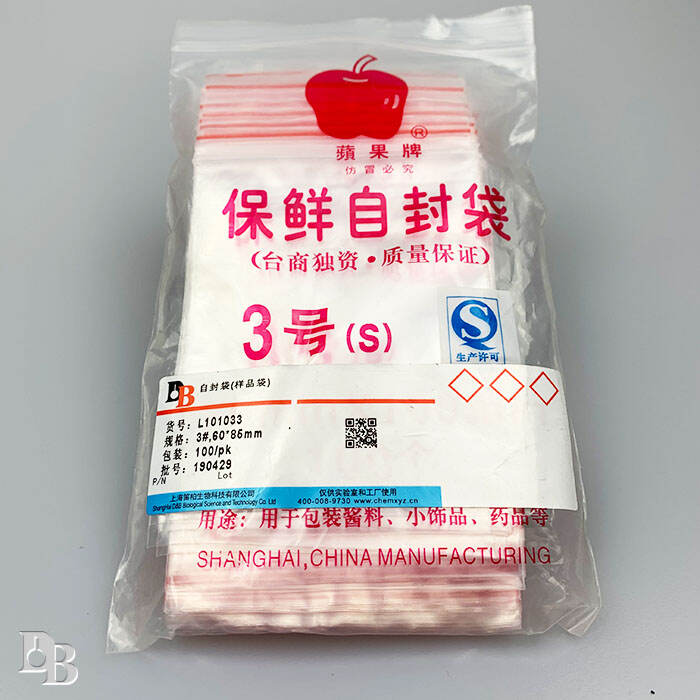 ®
蘋果牌
仿冒必究
保鲜自封袋
(台商独资·质量保证)
3号(S)
S
生产许可
DB 自封袋(样品袋)
货号: L101033
规格: 3#,60*85mm
包装: 100/pk
批号: 190429
P/N Lot
上海笛柏生物科技有限公司
Shanghai DBB Biological Science and Technology Co. Ltd
仅供实验室和工厂使用
400-008-9730 www.chemxyz.cn
用途:用于包装酱料、小饰品、药品等
SHANGHAI,CHINA MANUFACTURING
DB